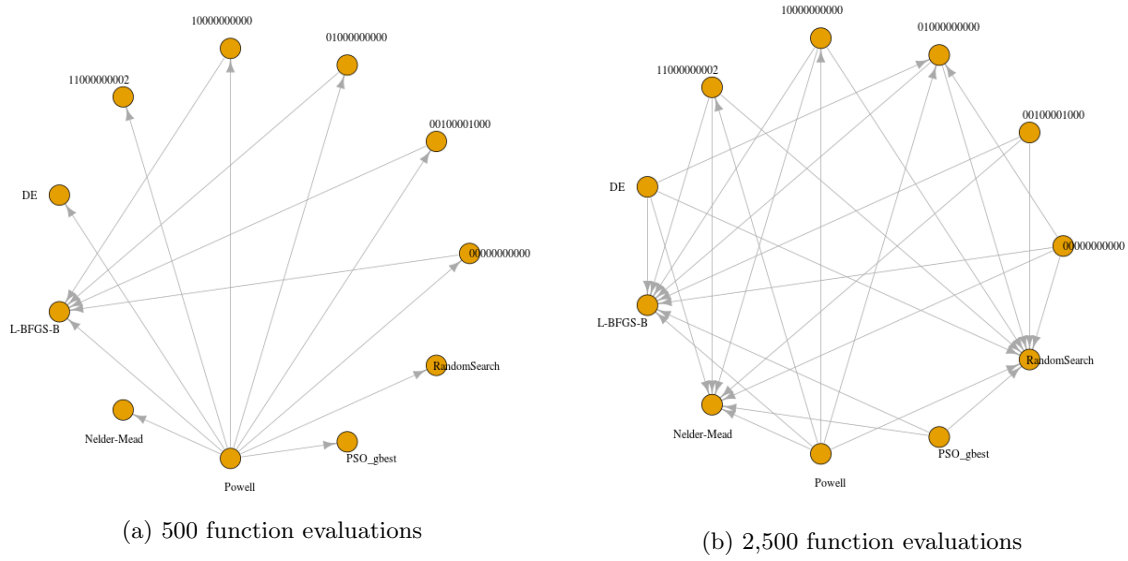 10000000000
01000000000
11000000002
00100001000
DE
00000000000
L-BFGS-B
RandomSearch
Nelder-Mead
PSO_gbest
Powell
(a) 500 function evaluations
10000000000
01000000000
11000000002
00100001000
DE
00000000000
L-BFGS-B
RandomSearch
Nelder-Mead
PSO_gbest
Powell
(b) 2,500 function evaluations